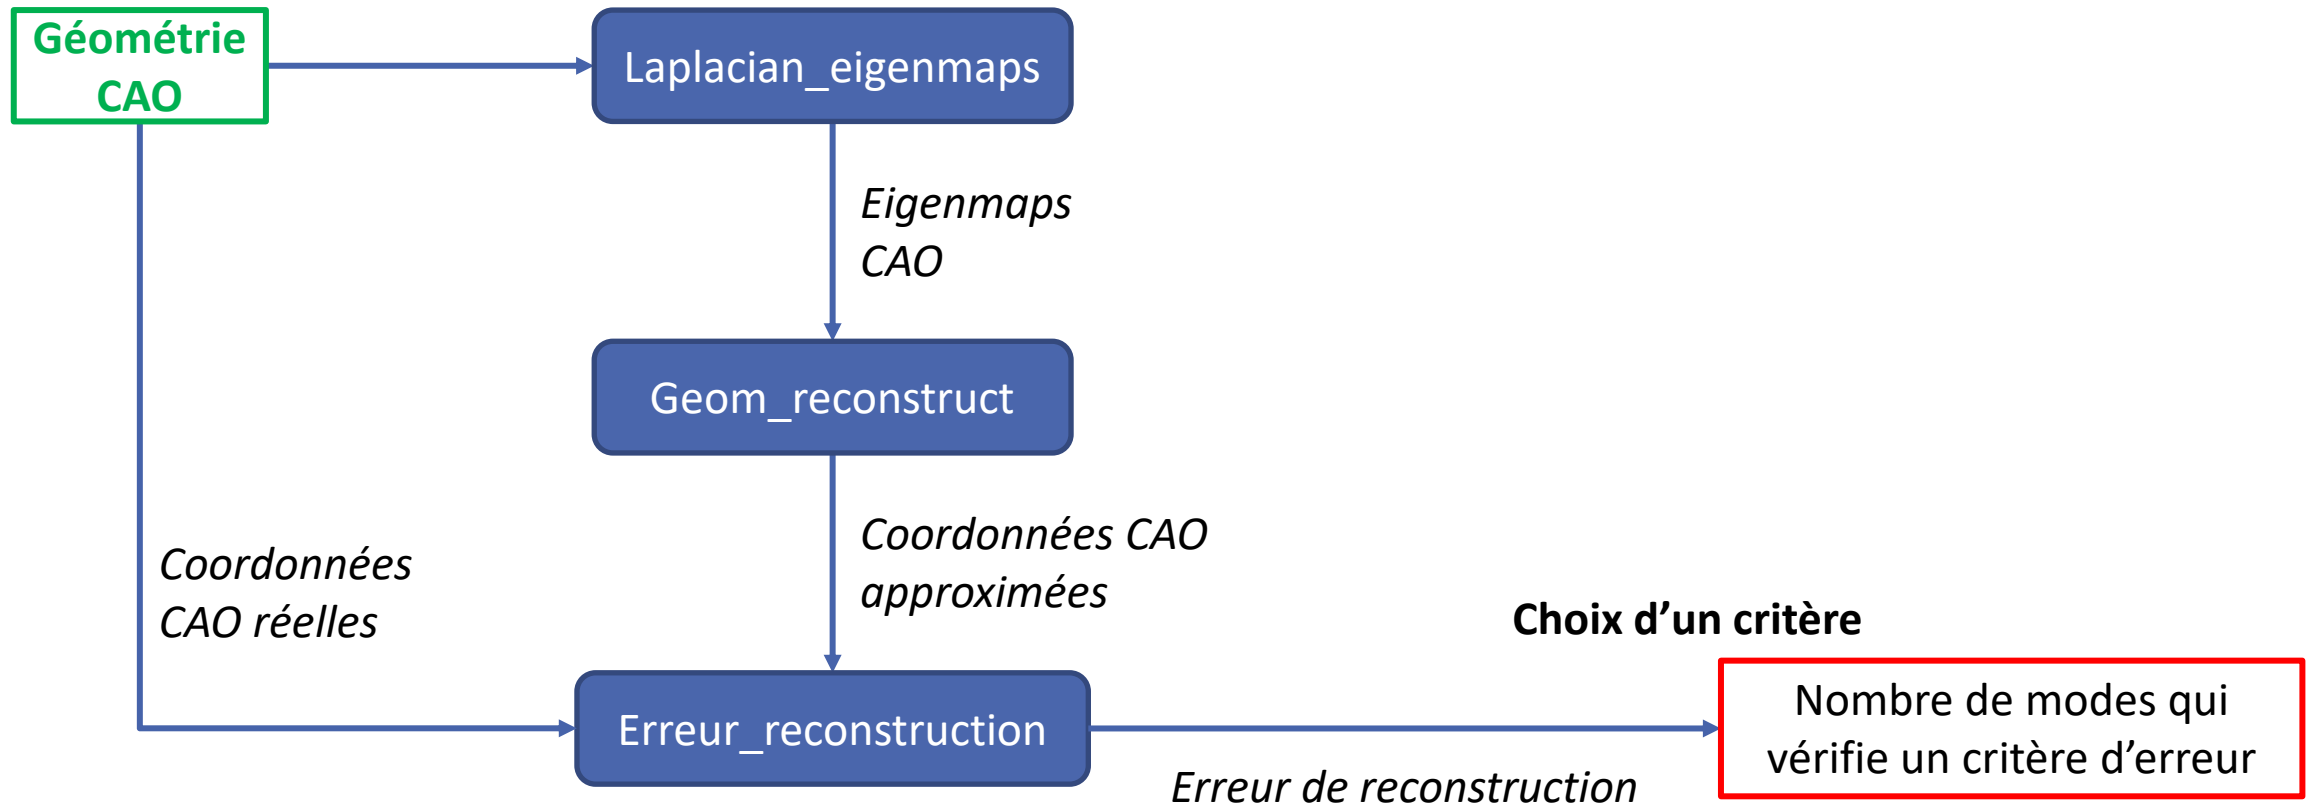 Géométrie
CAO
Laplacian_eigenmaps
Eigenmaps
CAO
Geom_reconstruct
Coordonnées
CAO réelles
Coordonnées CAO
approximées
Erreur_reconstruction
Erreur de reconstruction
Choix d’un critère
Nombre de modes qui
vérifie un critère d’erreur